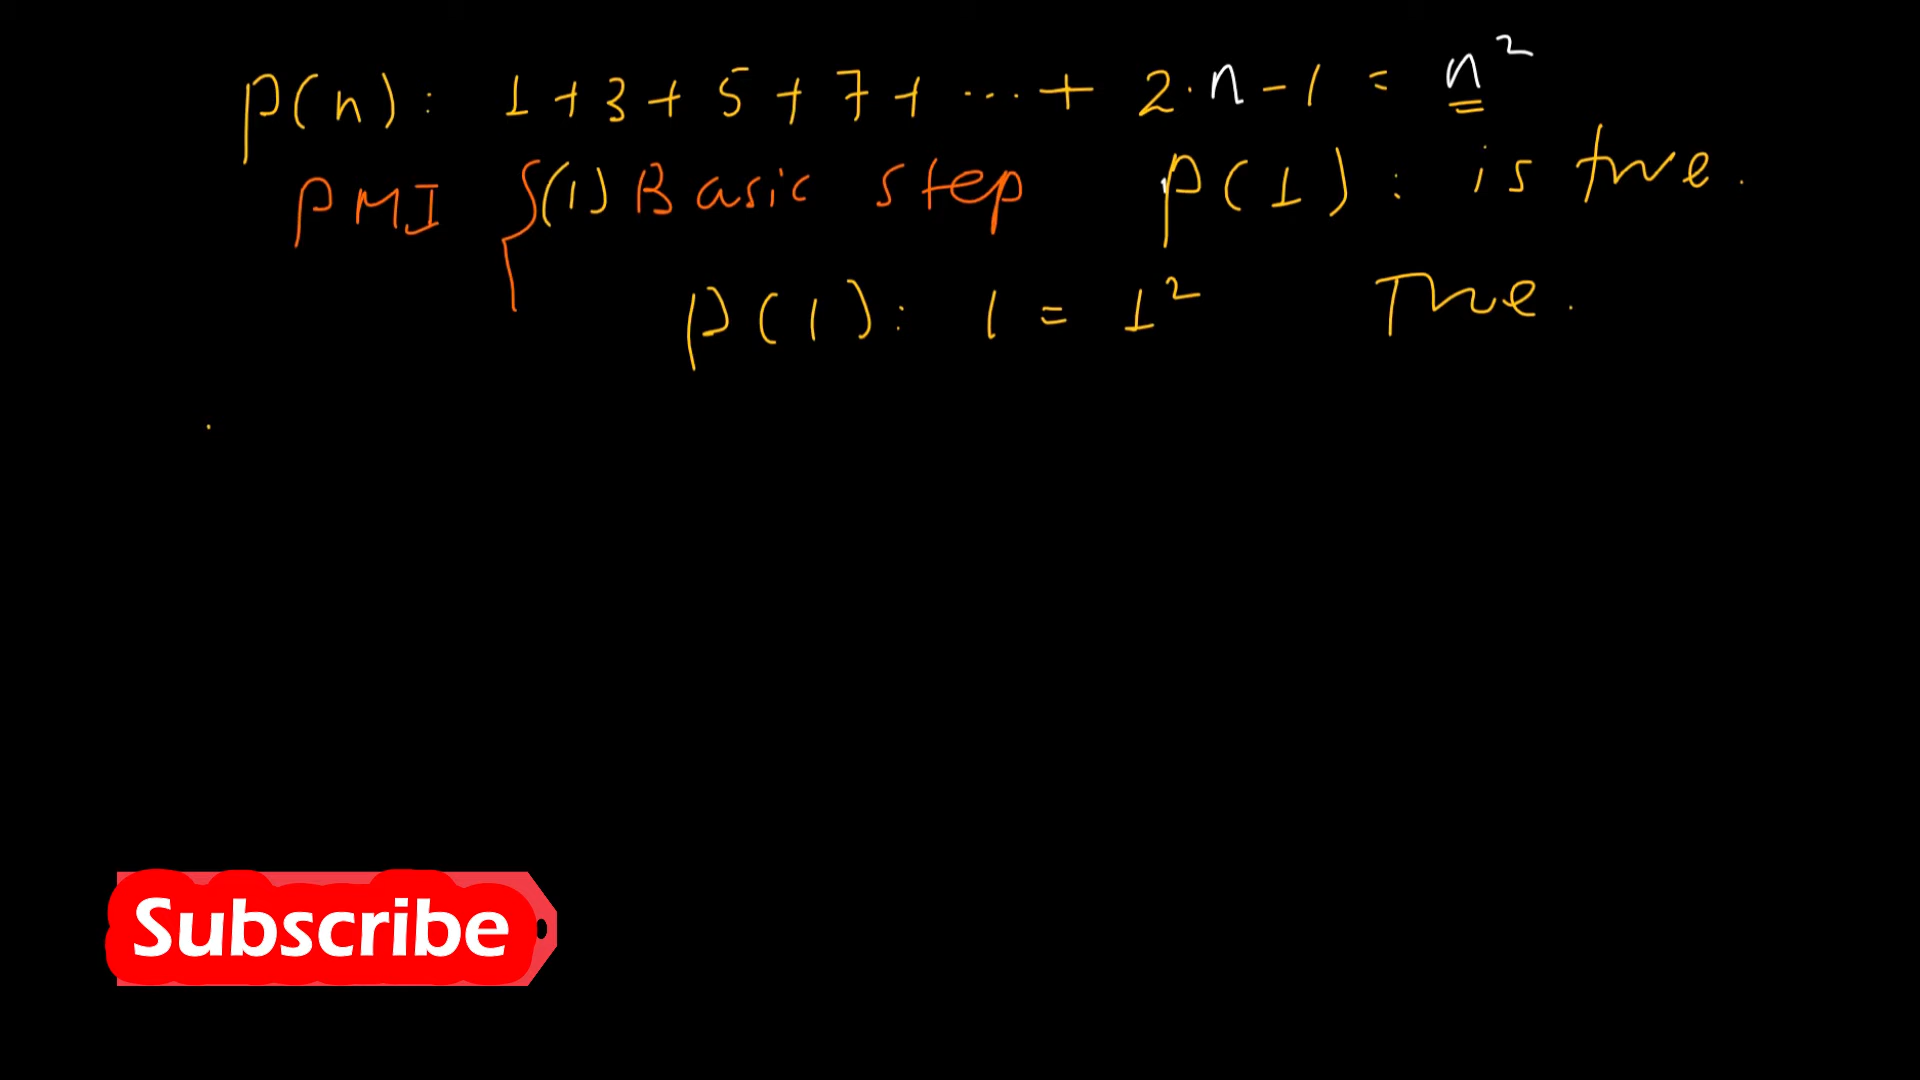 P(n): 1+3+5+7+...+ 2·n-1 = n²
PMI {(1) Basic step P(1): is true.
P(1): 1 = 1² True.
Subscribe